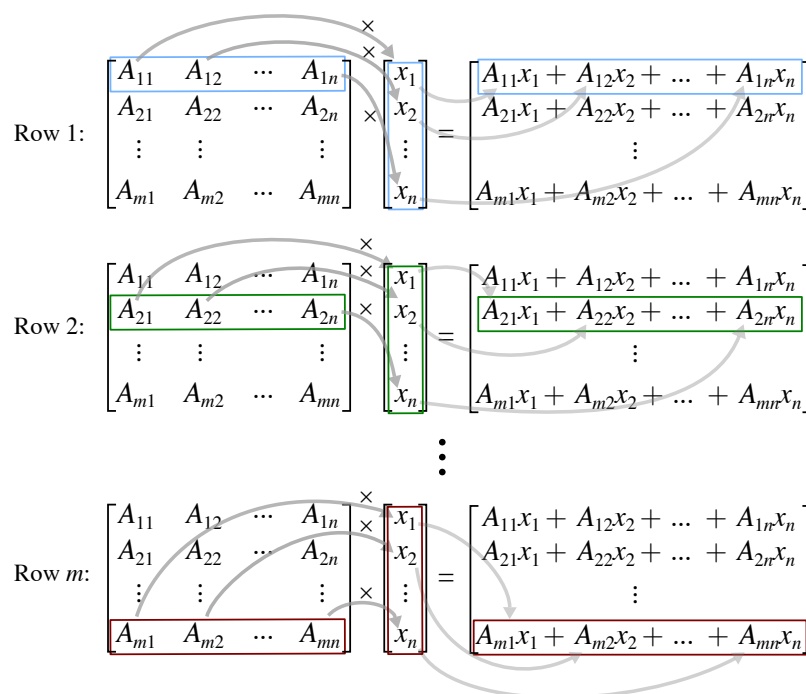 × 
× 
A11 A12 ··· A1n x1 A11x1 + A12x2 + ... + A1nxn
Row 1: A21 A22 ··· A2n × x2 = A21x1 + A22x2 + ... + A2nxn
⋮ ⋮ ⋮ ⋮ ⋮
Am1 Am2 ··· Amn xn Am1x1 + Am2x2 + ... + Amnxn
×
A11 A12 ··· A1n × x1 A11x1 + A12x2 + ... + A1nxn
Row 2: A21 A22 ··· A2n × x2 = A21x1 + A22x2 + ... + A2nxn
⋮ ⋮ ⋮ ⋮ ⋮
Am1 Am2 ··· Amn xn Am1x1 + Am2x2 + ... + Amnxn
⋮
×
A11 A12 ··· A1n × x1 A11x1 + A12x2 + ... + A1nxn
Row m: A21 A22 ··· A2n x2 = A21x1 + A22x2 + ... + A2nxn
⋮ ⋮ ⋮ × ⋮ ⋮
Am1 Am2 ··· Amn xn Am1x1 + Am2x2 + ... + Amnxn